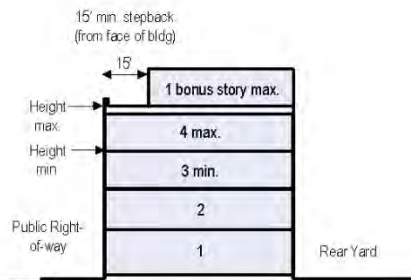 15' min. stepback
(from face of bldg)
15'
1 bonus story max.
Height
max.
4 max.
Height
min
3 min.
2
Public Right-
of-way
1
Rear Yard